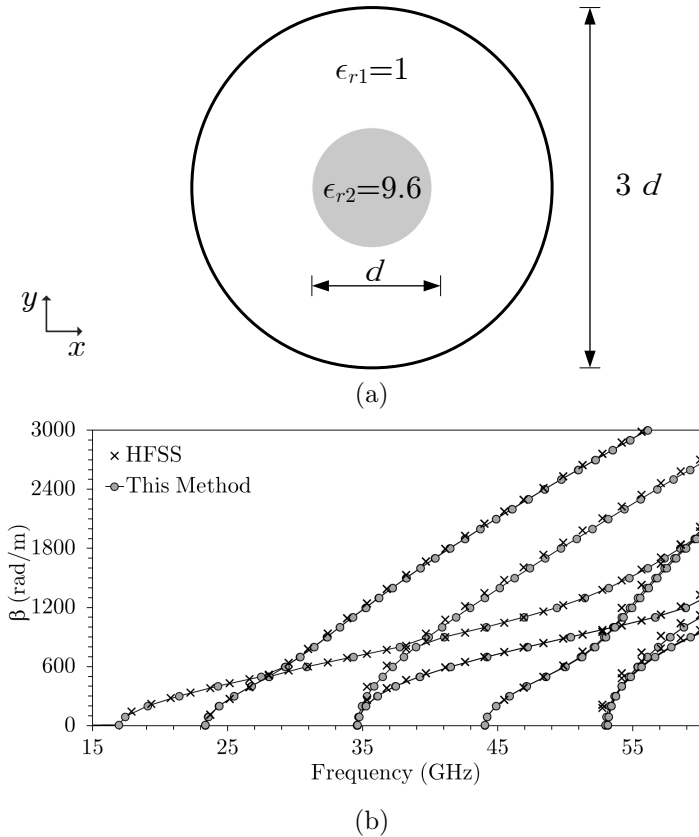 ϵr1=1
ϵr2=9.6
3 d
d
y
x
(a)
3000
2400
1800
1200
600
0
β (rad/m)
× HFSS
This Method
15 25 35 45 55
Frequency (GHz)
(b)